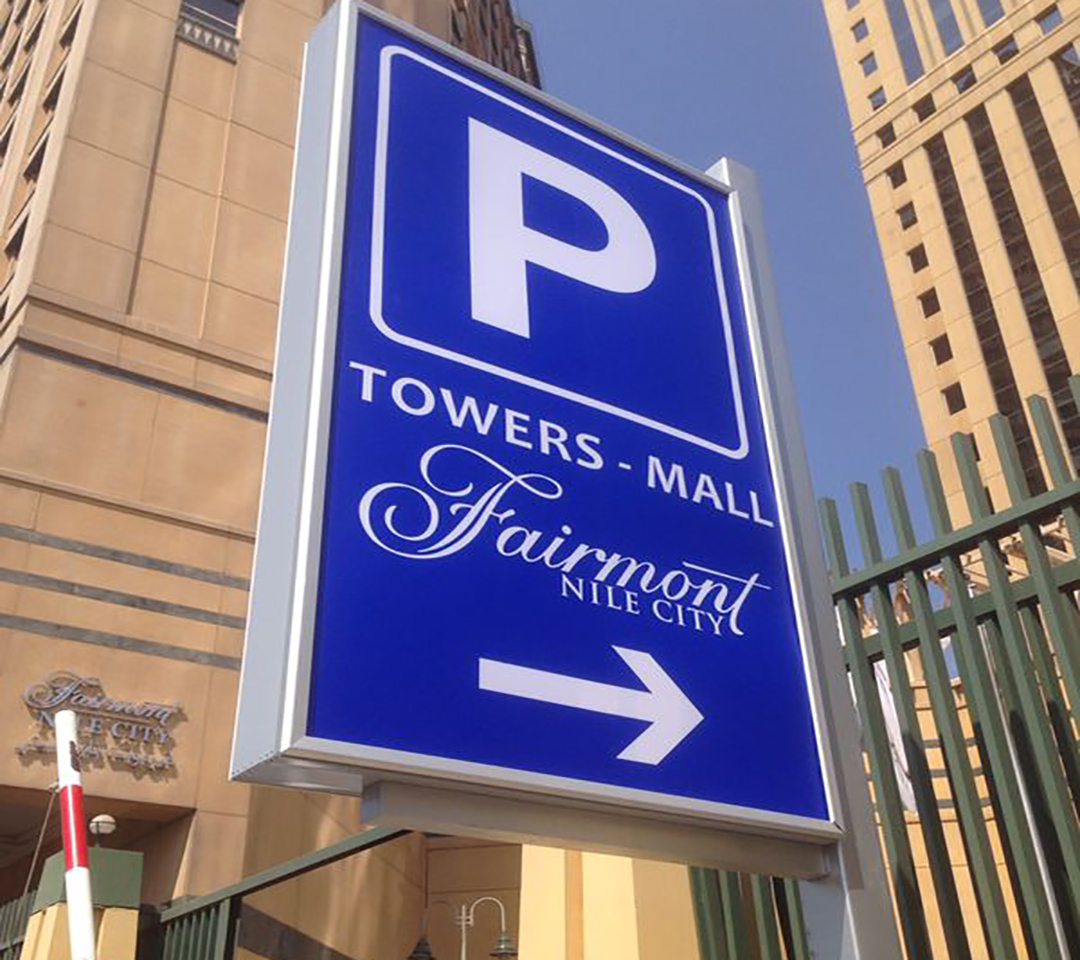 P
TOWERS - MALL
Fairmont
NILE CITY
Fairmont
NILE CITY